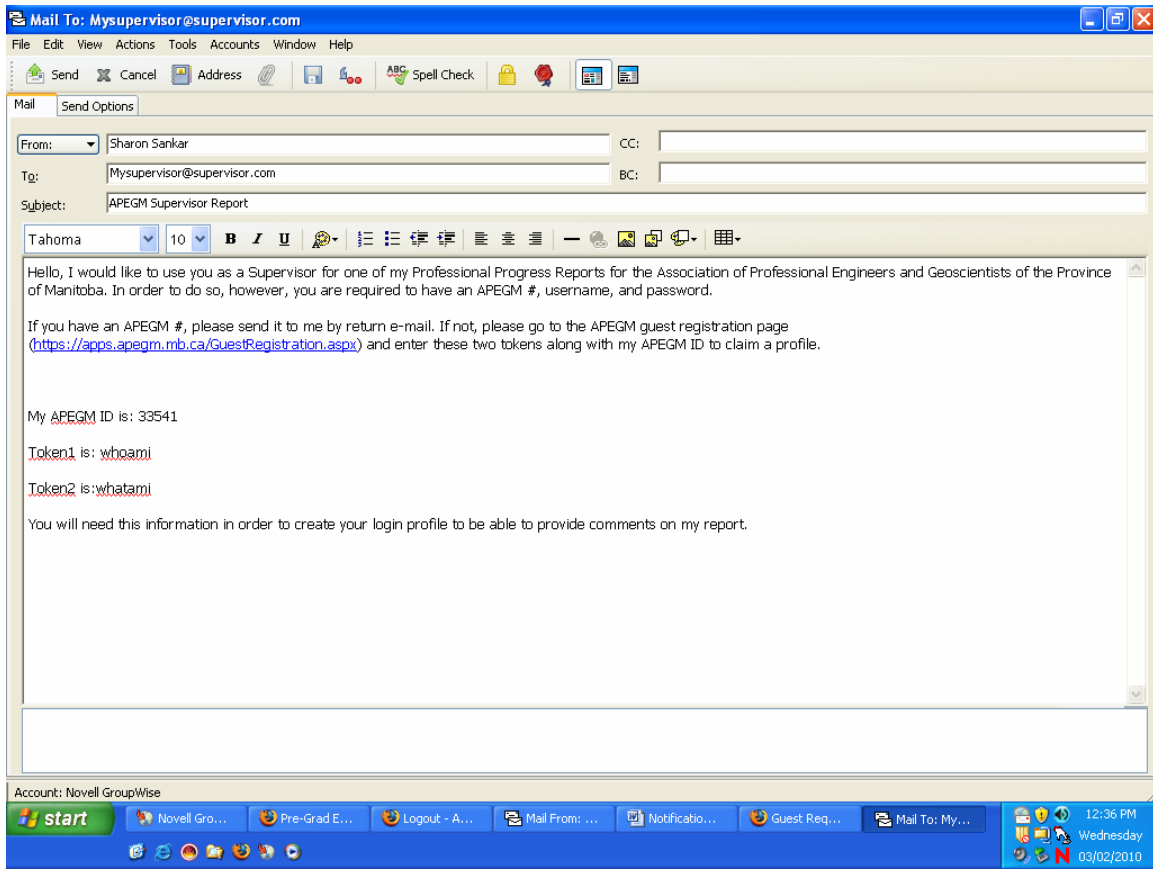 Mail To: Mysupervisor@supervisor.com
File Edit View Actions Tools Accounts Window Help
Send Cancel Address ABC Spell Check
Mail Send Options
From: Sharon Sankar CC:
To: Mysupervisor@supervisor.com BC:
Subject: APEGM Supervisor Report
Tahoma 10 B I U
Hello, I would like to use you as a Supervisor for one of my Professional Progress Reports for the Association of Professional Engineers and Geoscientists of the Province
of Manitoba. In order to do so, however, you are required to have an APEGM #, username, and password.
If you have an APEGM #, please send it to me by return e-mail. If not, please go to the APEGM guest registration page
(https://apps.apegm.mb.ca/GuestRegistration.aspx) and enter these two tokens along with my APEGM ID to claim a profile.
My APEGM ID is: 33541
Token1 is: whoami
Token2 is:whatami
You will need this information in order to create your login profile to be able to provide comments on my report.
Account: Novell GroupWise
start Novell Gro... Pre-Grad E... Logout - A... Mail From: ... Notificatio... Guest Req... Mail To: My... 12:36 PM
Wednesday
N 03/02/2010